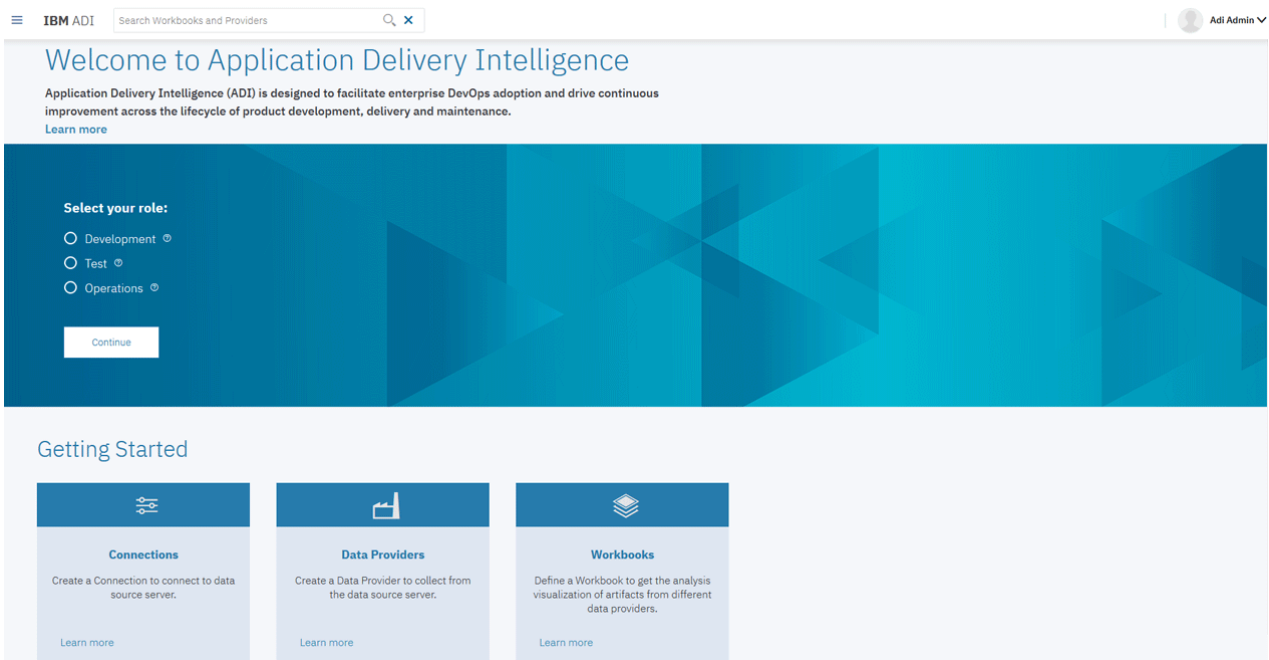 IBM ADI
Search Workbooks and Providers
Adi Admin
Welcome to Application Delivery Intelligence
Application Delivery Intelligence (ADI) is designed to facilitate enterprise DevOps adoption and drive continuous
improvement across the lifecycle of product development, delivery and maintenance.
Learn more
Select your role:
Development
Test
Operations
Continue
Getting Started
Connections
Create a Connection to connect to data
source server.
Learn more
Data Providers
Create a Data Provider to collect from
the data source server.
Learn more
Workbooks
Define a Workbook to get the analysis
visualization of artifacts from different
data providers.
Learn more